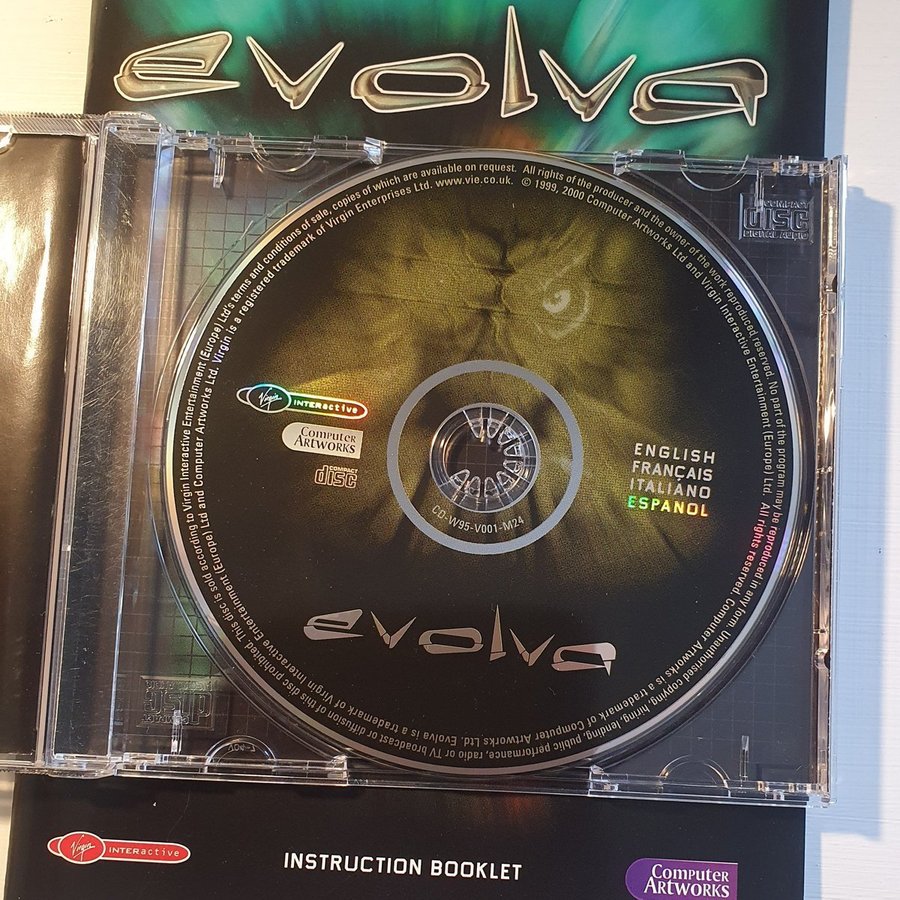 evolva
COMPACT
disc
DIGITAL AUDIO
This disc is sold according to Virgin Interactive Entertainment (Europe) Ltd's terms and conditions of sale, copies of which are available on request. All rights of the producer and the owner of the work reproduced reserved. No part of the program may be reproduced in any form. Unauthorised copying, hiring, lending, public performance, radio or TV broadcast or diffusion of this disc prohibited.
Evolva is a trademark of Virgin Interactive Entertainment (Europe) Ltd and Computer Artworks Ltd. Virgin is a registered trademark of Virgin Enterprises Ltd. www.vie.co.uk. © 1999, 2000 Computer Artworks Ltd and Virgin Interactive Entertainment (Europe) Ltd. All rights reserved. Computer Artworks is a trademark of Computer Artworks Ltd.
Virgin INTERactive
Computer
ARTWORKS
COMPACT
disc
ENGLISH
FRANÇAIS
ITALIANO
ESPANOL
CD-W95-V001-M24
evolva
Virgin INTERactive
INSTRUCTION BOOKLET
Computer
ARTWORKS